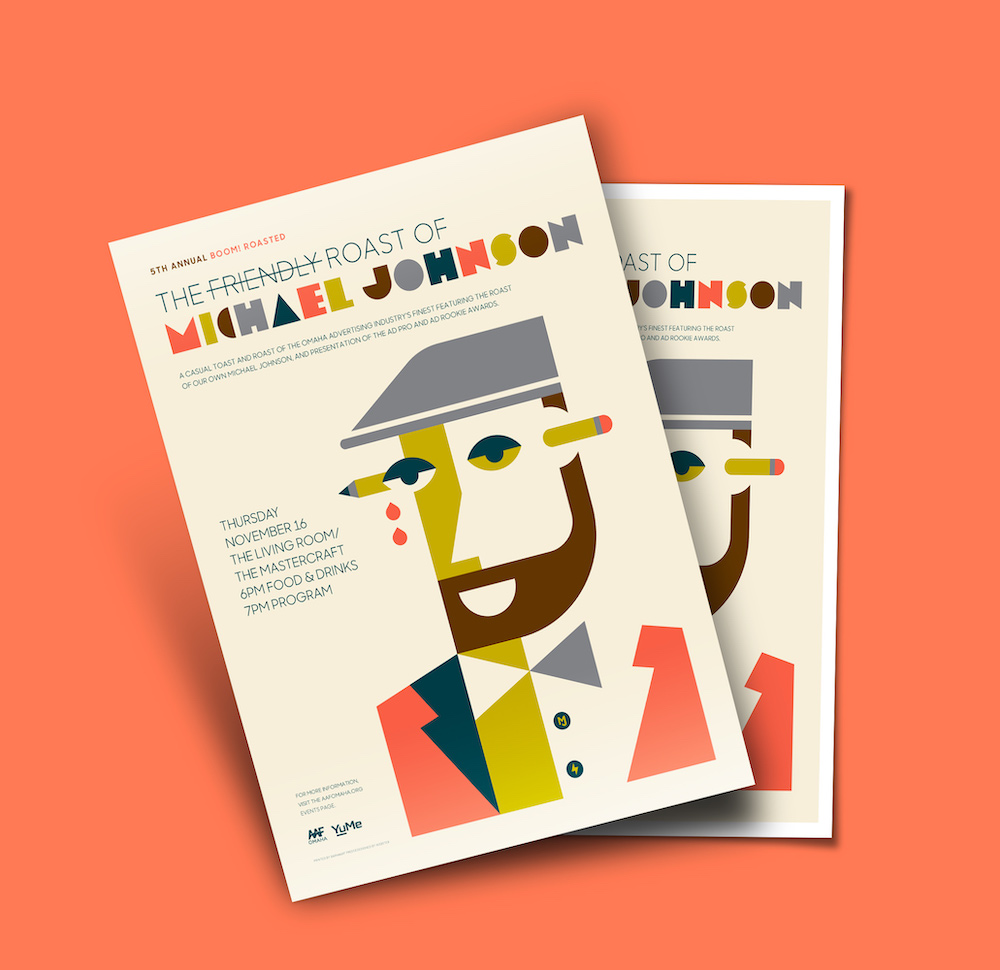 5TH ANNUAL BOOM! ROASTED
THE FRIENDLY ROAST OF
MICHAEL JOHNSON
A CASUAL TOAST AND ROAST OF THE OMAHA ADVERTISING INDUSTRY'S FINEST FEATURING THE ROAST
OF OUR OWN MICHAEL JOHNSON, AND PRESENTATION OF THE AD PRO AND AD ROOKIE AWARDS.
THURSDAY
NOVEMBER 16
THE LIVING ROOM/
THE MASTERCRAFT
6PM FOOD & DRINKS
7PM PROGRAM
MJ
FOR MORE INFORMATION,
VISIT THE AAFOMAHA.ORG
EVENTS PAGE.
AAF
OMAHA
YuMe
AST OF
JOHNSON
'S FINEST FEATURING THE ROAST
O AND AD ROOKIE AWARDS.